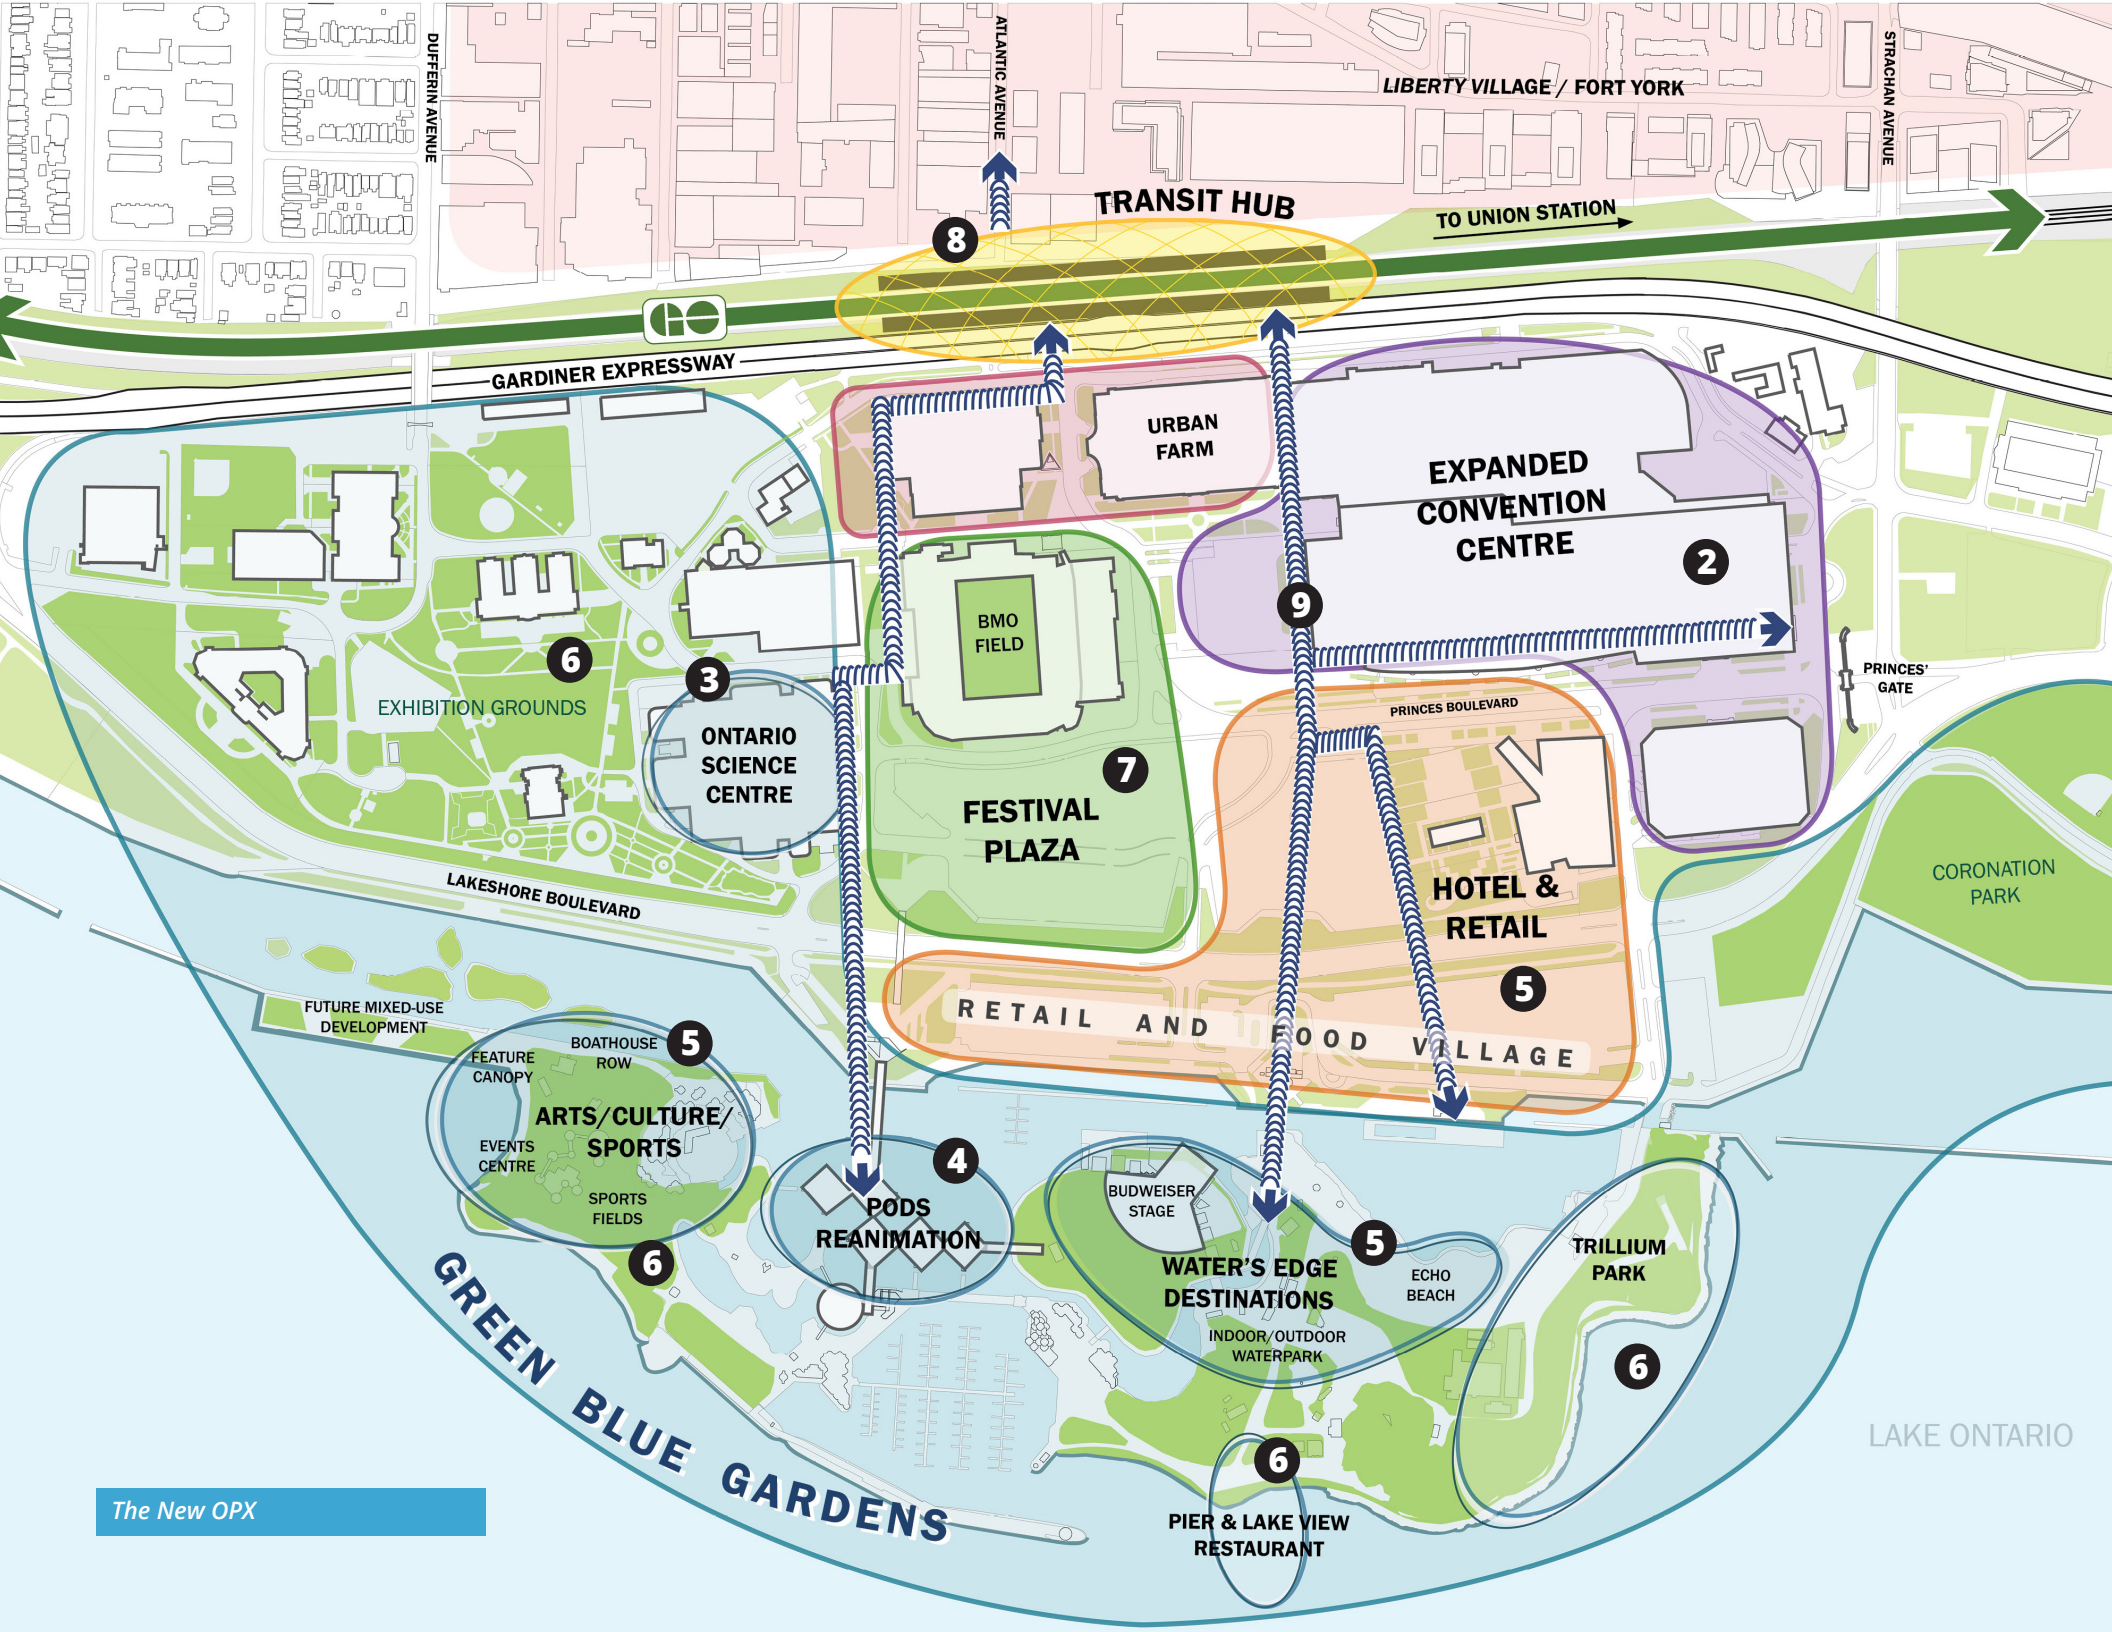 DUFFERIN AVENUE
ATLANTIC AVENUE
STRACHAN AVENUE
LIBERTY VILLAGE / FORT YORK
TRANSIT HUB
8
TO UNION STATION
GO
GARDINER EXPRESSWAY
URBAN
FARM
EXPANDED
CONVENTION
CENTRE
2
9
BMO
FIELD
6
3
EXHIBITION GROUNDS
ONTARIO
SCIENCE
CENTRE
PRINCES'
GATE
PRINCES BOULEVARD
7
FESTIVAL
PLAZA
HOTEL &
RETAIL
5
CORONATION
PARK
LAKESHORE BOULEVARD
RETAIL AND FOOD VILLAGE
FUTURE MIXED-USE
DEVELOPMENT
5
BOATHOUSE
ROW
FEATURE
CANOPY
ARTS/CULTURE/
SPORTS
EVENTS
CENTRE
SPORTS
FIELDS
6
4
PODS
REANIMATION
BUDWEISER
STAGE
5
WATER'S EDGE
DESTINATIONS
ECHO
BEACH
INDOOR/OUTDOOR
WATERPARK
TRILLIUM
PARK
6
LAKE ONTARIO
6
PIER & LAKE VIEW
RESTAURANT
GREEN BLUE GARDENS
The New OPX